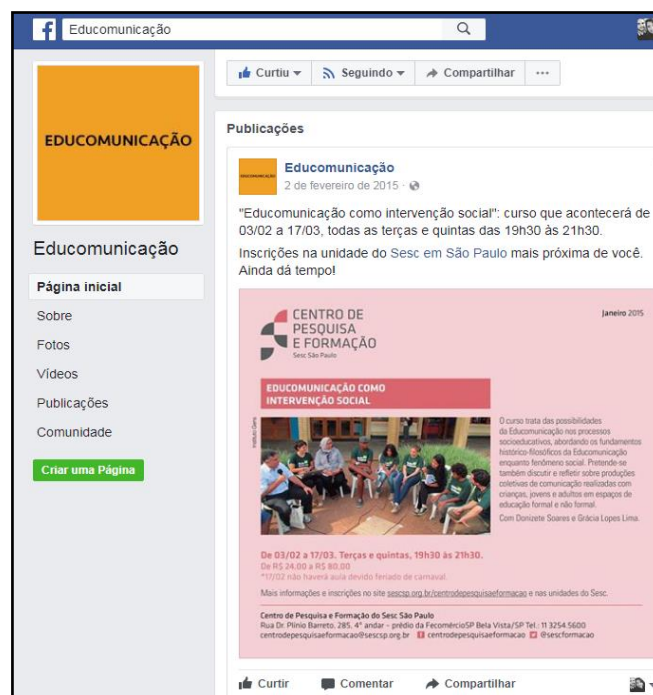 Educomunicação
Curtiu
Seguindo
Compartilhar
EDUCOMUNICAÇÃO
Educomunicação
Página inicial
Sobre
Fotos
Vídeos
Publicações
Comunidade
Criar uma Página
Publicações
Educomunicação
2 de fevereiro de 2015
"Educomunicação como intervenção social": curso que acontecerá de
03/02 a 17/03, todas as terças e quintas das 19h30 às 21h30.
Inscrições na unidade do Sesc em São Paulo mais próxima de você.
Ainda dá tempo!
CENTRO DE
PESQUISA
E FORMAÇÃO
Sesc São Paulo
Janeiro 2015
EDUCOMUNICAÇÃO COMO
INTERVENÇÃO SOCIAL
O curso trata das possibilidades
da Educomunicação nos processos
socioeducativos, abordando os fundamentos
histórico-filosóficos da Educomunicação
enquanto fenômeno social. Pretende-se
também discutir e refletir sobre produções
coletivas de comunicação realizadas com
crianças, jovens e adultos em espaços de
educação formal e não formal.
Com Donizete Soares e Grácia Lopes Lima.
De 03/02 a 17/03. Terças e quintas, 19h30 às 21h30.
De R$ 24,00 a R$ 80,00
*17/02 não haverá aula devido feriado de carnaval
Mais informações e inscrições no site sescsp.org.br/centrodepesquisaeformacao e nas unidades do Sesc.
Centro de Pesquisa e Formação do Sesc São Paulo
Rua Dr. Plínio Barreto, 285, 4° andar - prédio da FecomércioSP Bela Vista/SP Tel.: 11 3254.5600
centrodepesquisaeformacao@sescsp.org.br centrodepesquisaeformacao @sescformacao
Curtir
Comentar
Compartilhar